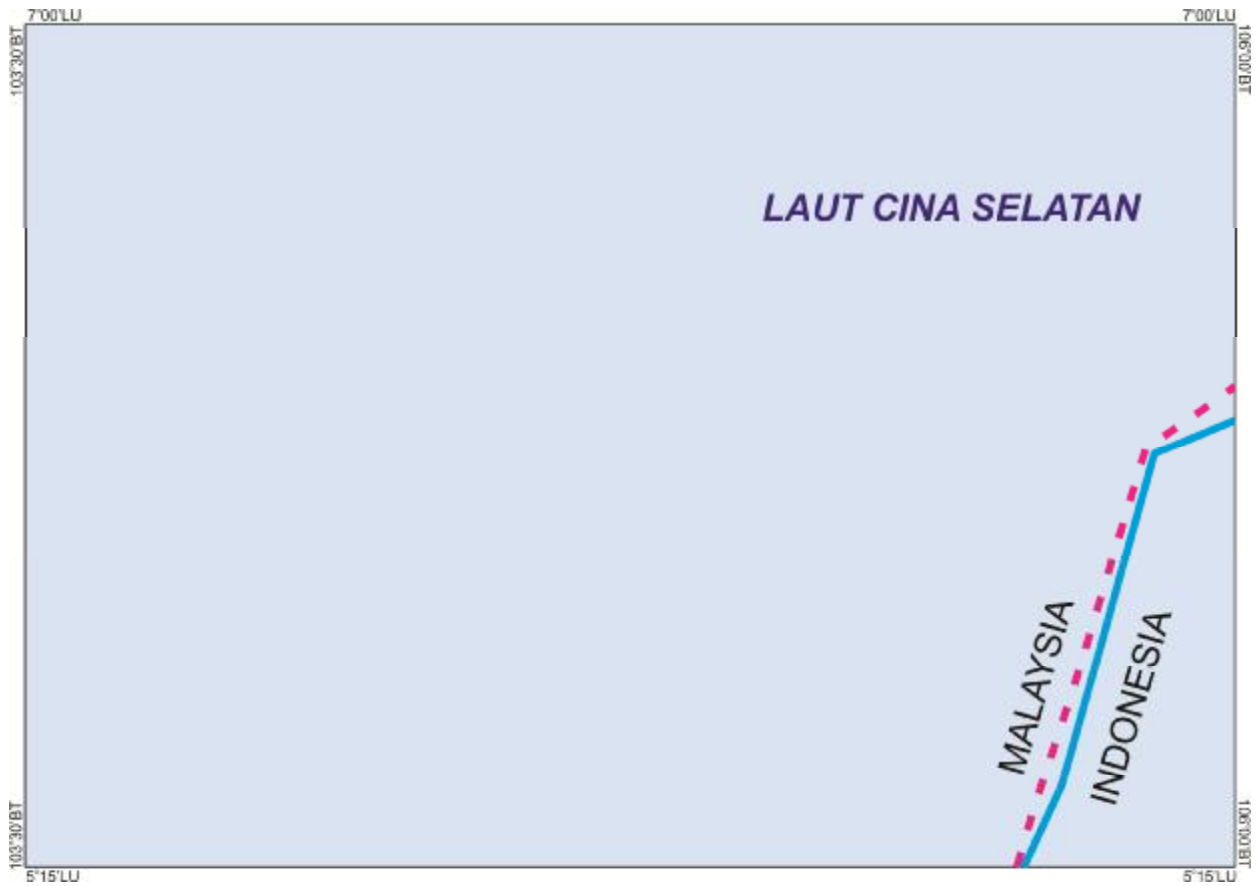 7°00'LU
7°00'LU
103°30'BT
106°00'BT
LAUT CINA SELATAN
MALAYSIA
INDONESIA
103°30'BT
106°00'BT
5°15'LU
5°15'LU